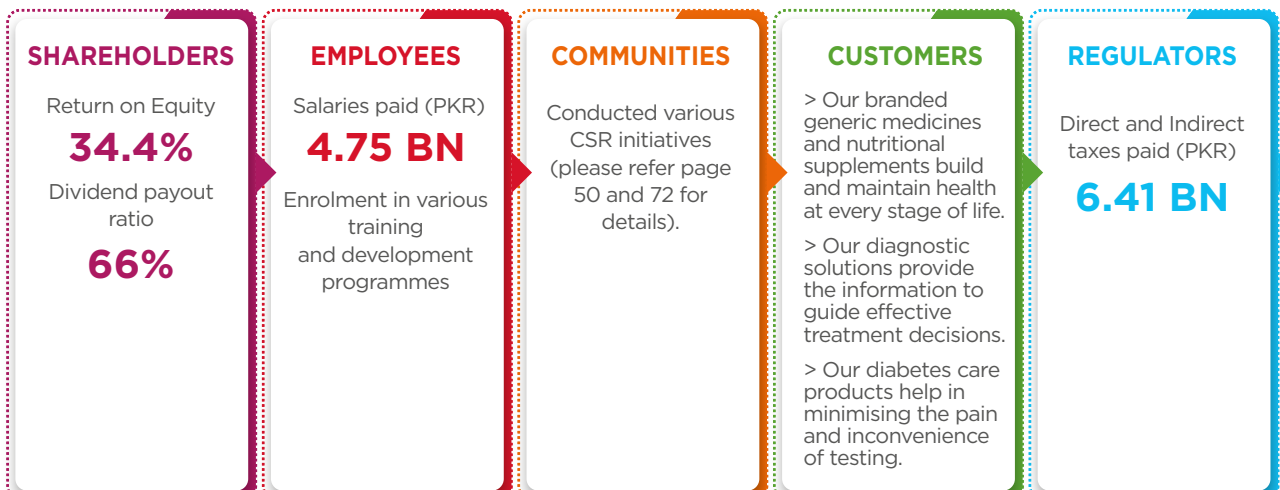 SHAREHOLDERS
Return on Equity
34.4%
Dividend payout
ratio
66%
EMPLOYEES
Salaries paid (PKR)
4.75 BN
Enrolment in various
training
and development
programmes
COMMUNITIES
Conducted various
CSR initiatives
(please refer page
50 and 72 for
details).
CUSTOMERS
> Our branded
generic medicines
and nutritional
supplements build
and maintain health
at every stage of life.
> Our diagnostic
solutions provide
the information to
guide effective
treatment decisions.
> Our diabetes care
products help in
minimising the pain
and inconvenience
of testing.
REGULATORS
Direct and Indirect
taxes paid (PKR)
6.41 BN